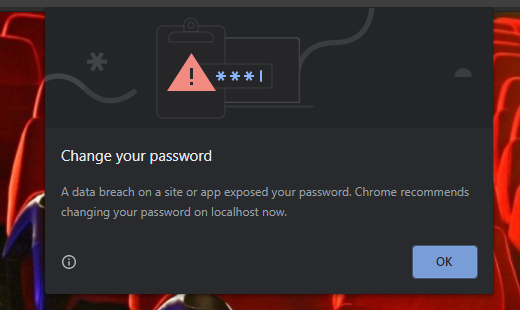 ***|
Change your password
A data breach on a site or app exposed your password. Chrome recommends
changing your password on localhost now.
OK